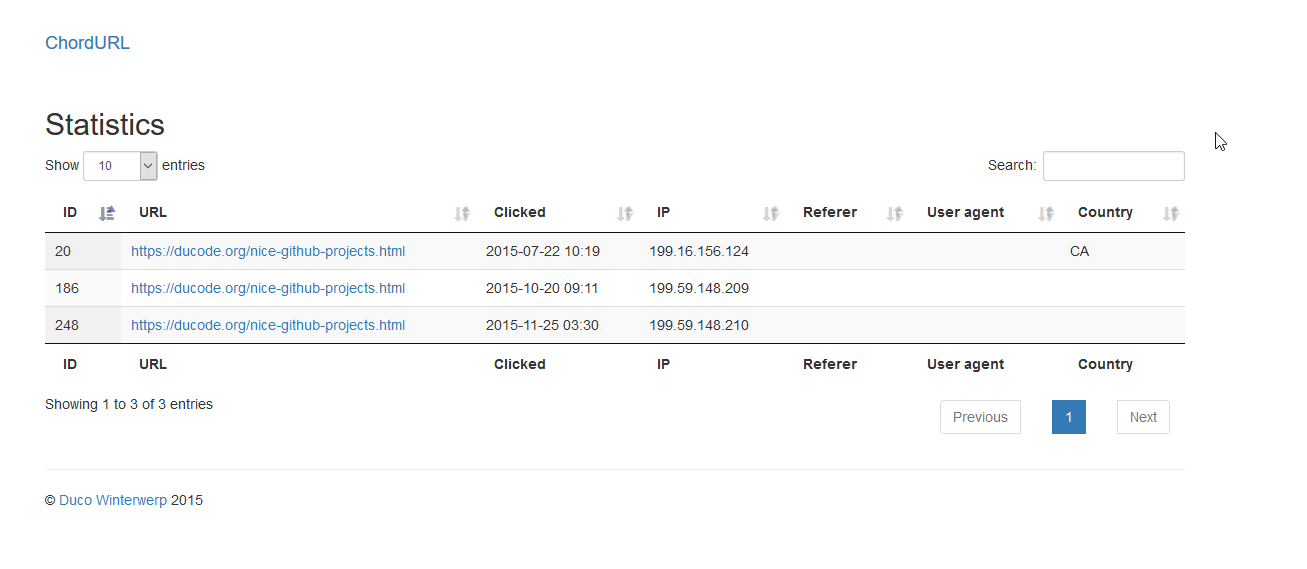 ChordURL
Statistics
Show 10 entries Search:
ID URL Clicked IP Referer User agent Country
20 https://ducode.org/nice-github-projects.html 2015-07-22 10:19 199.16.156.124 CA
186 https://ducode.org/nice-github-projects.html 2015-10-20 09:11 199.59.148.209
248 https://ducode.org/nice-github-projects.html 2015-11-25 03:30 199.59.148.210
ID URL Clicked IP Referer User agent Country
Showing 1 to 3 of 3 entries Previous 1 Next
© Duco Winterwerp 2015